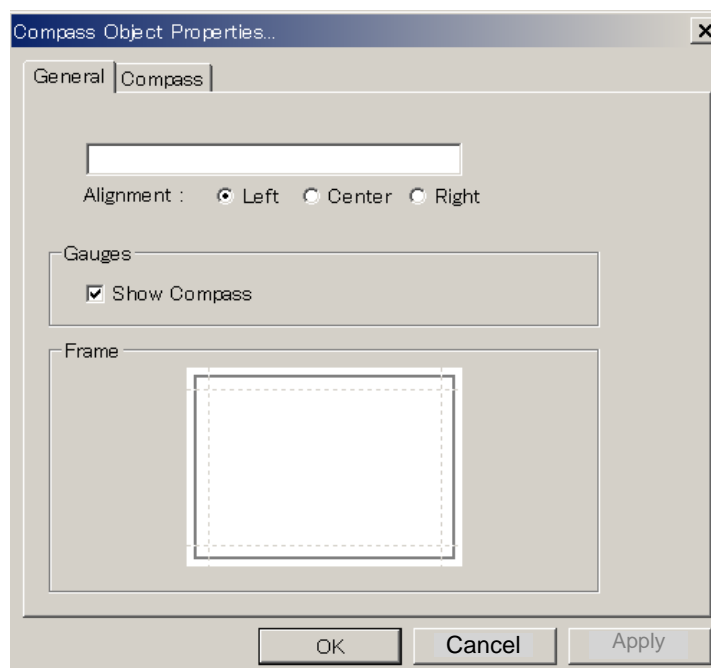 Compass Object Properties...
General Compass
Alignment : Left Center Right
Gauges
Show Compass
Frame
OK Cancel Apply